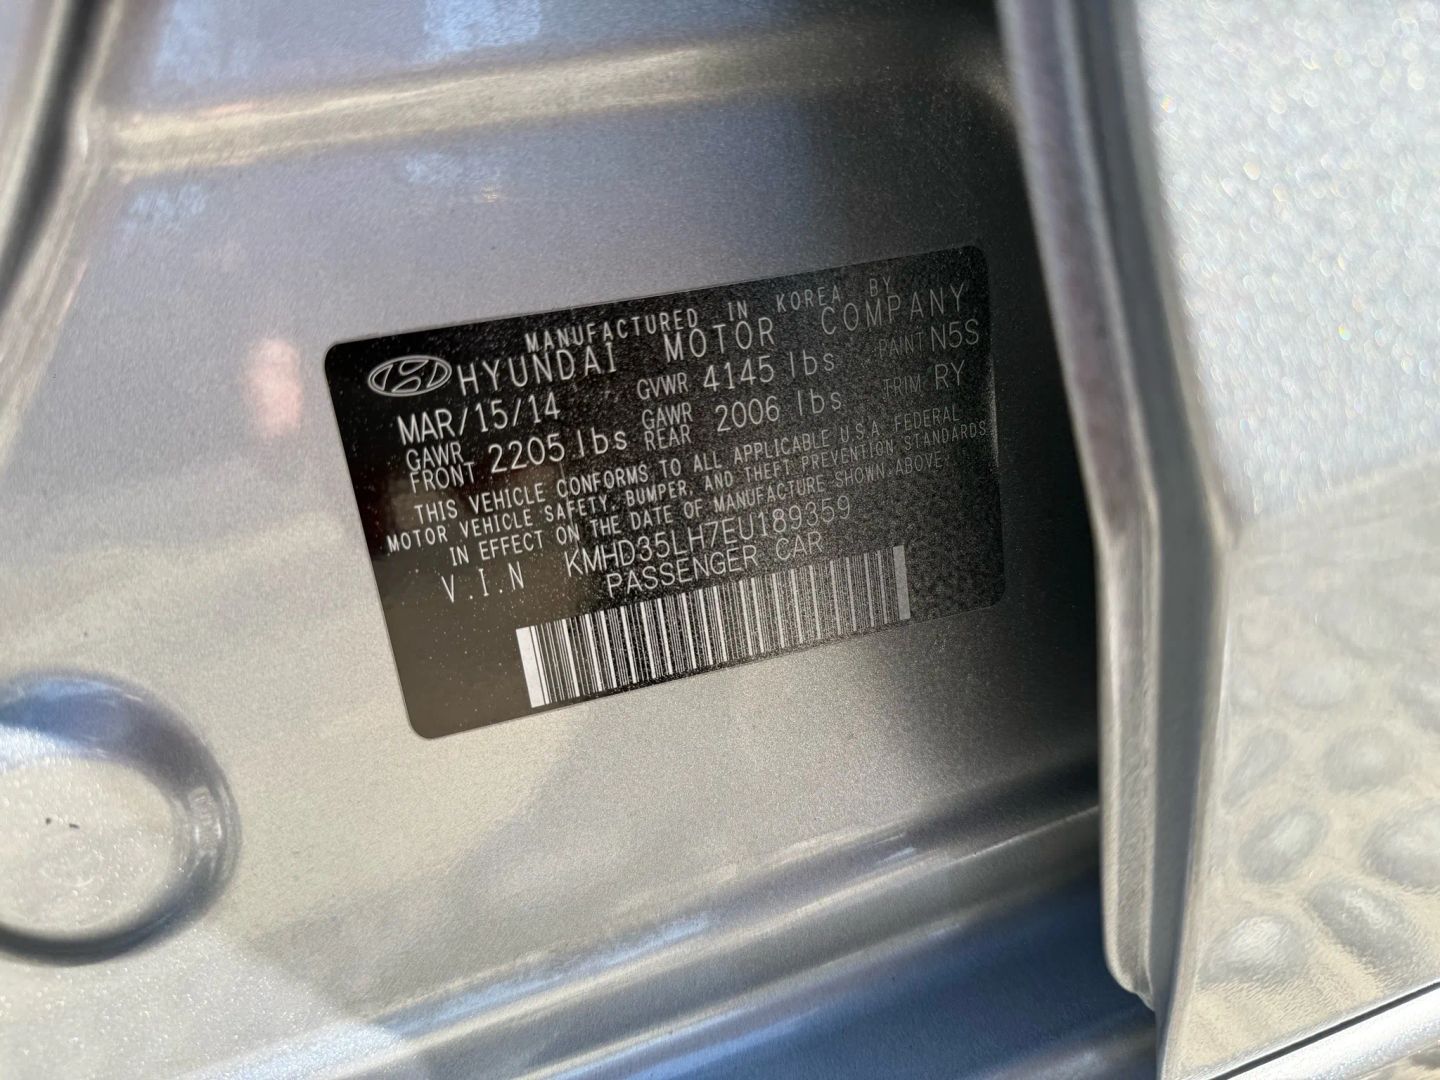 MANUFACTURED IN KOREA BY
HYUNDAI MOTOR COMPANY
MAR/15/14 GVWR 4145 lbs PAINT N5S
GAWR FRONT 2205 lbs GAWR REAR 2006 lbs TRIM RY
THIS VEHICLE CONFORMS TO ALL APPLICABLE U.S.A. FEDERAL
MOTOR VEHICLE SAFETY, BUMPER, AND THEFT PREVENTION STANDARDS
IN EFFECT ON THE DATE OF MANUFACTURE SHOWN ABOVE.
V.I.N KMHD35LH7EU189359
PASSENGER CAR